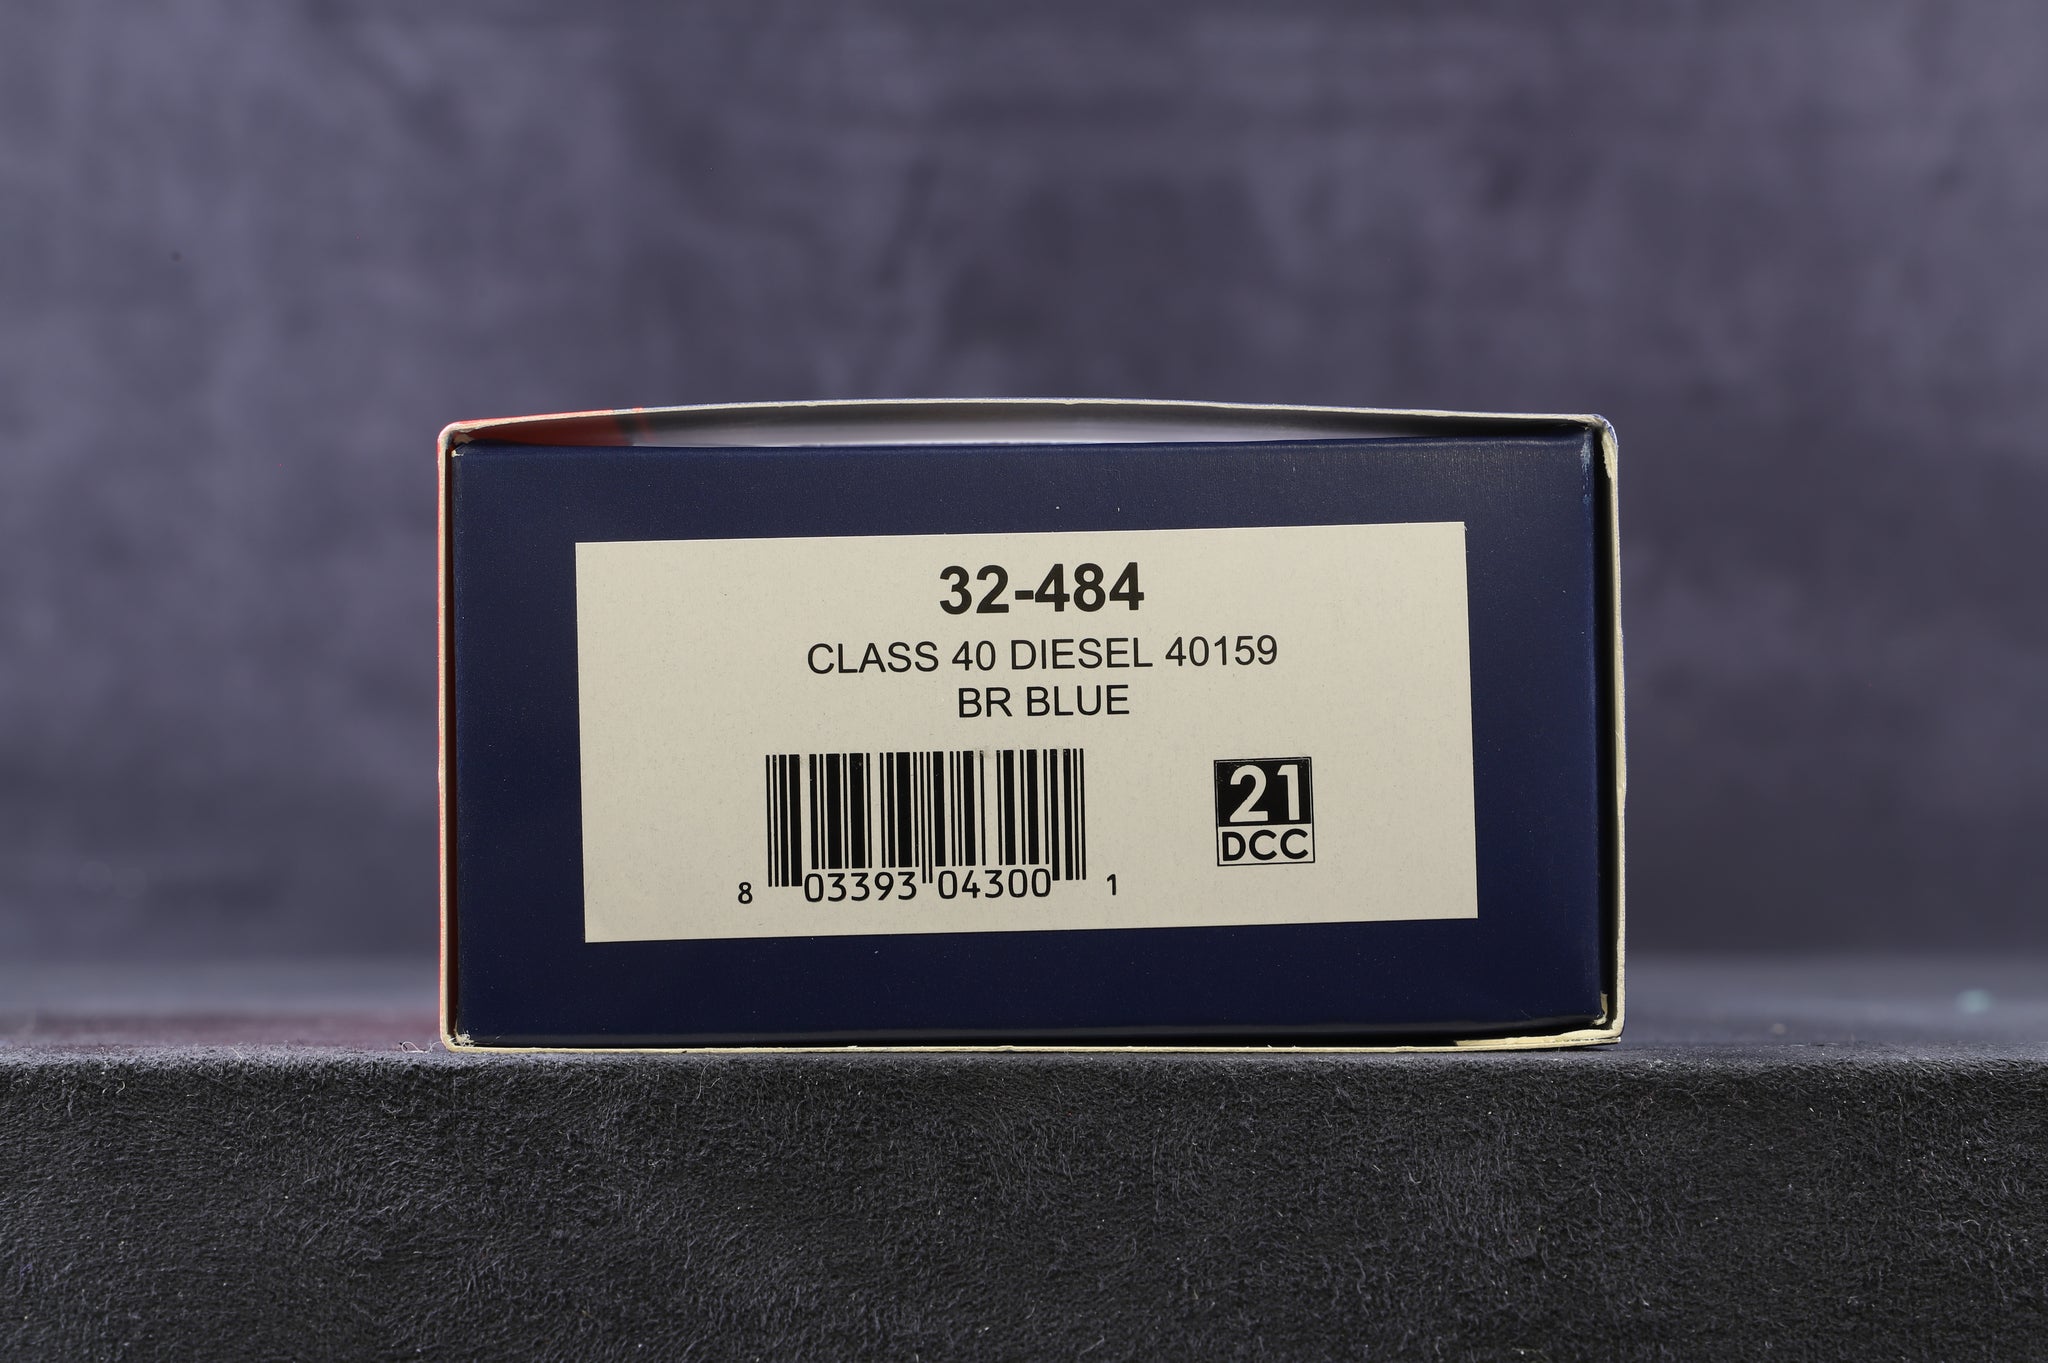 32-484
CLASS 40 DIESEL 40159
BR BLUE
21
DCC
8 03393 04300 1